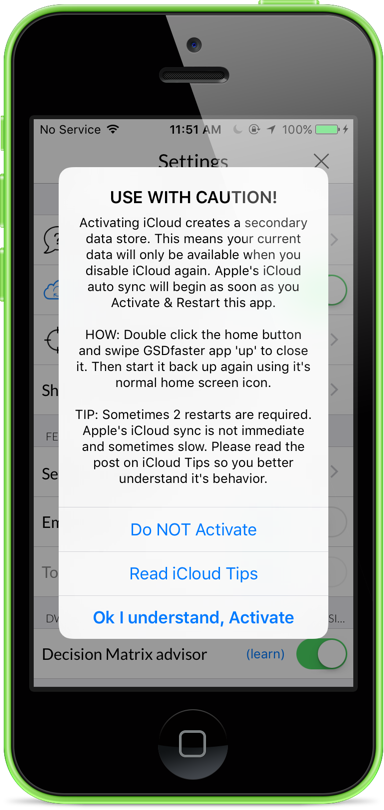 No Service 11:51 AM 100%
Settings
USE WITH CAUTION!
Activating iCloud creates a secondary
data store. This means your current
data will only be available when you
disable iCloud again. Apple's iCloud
auto sync will begin as soon as you
Activate & Restart this app.
HOW: Double click the home button
and swipe GSDfaster app 'up' to close
it. Then start it back up again using it's
normal home screen icon.
TIP: Sometimes 2 restarts are required.
Apple's iCloud sync is not immediate
and sometimes slow. Please read the
post on iCloud Tips so you better
understand it's behavior.
Do NOT Activate
Read iCloud Tips
Ok I understand, Activate
Sh
FE
Se
Em
To
DW
SI...
Decision Matrix advisor (learn)